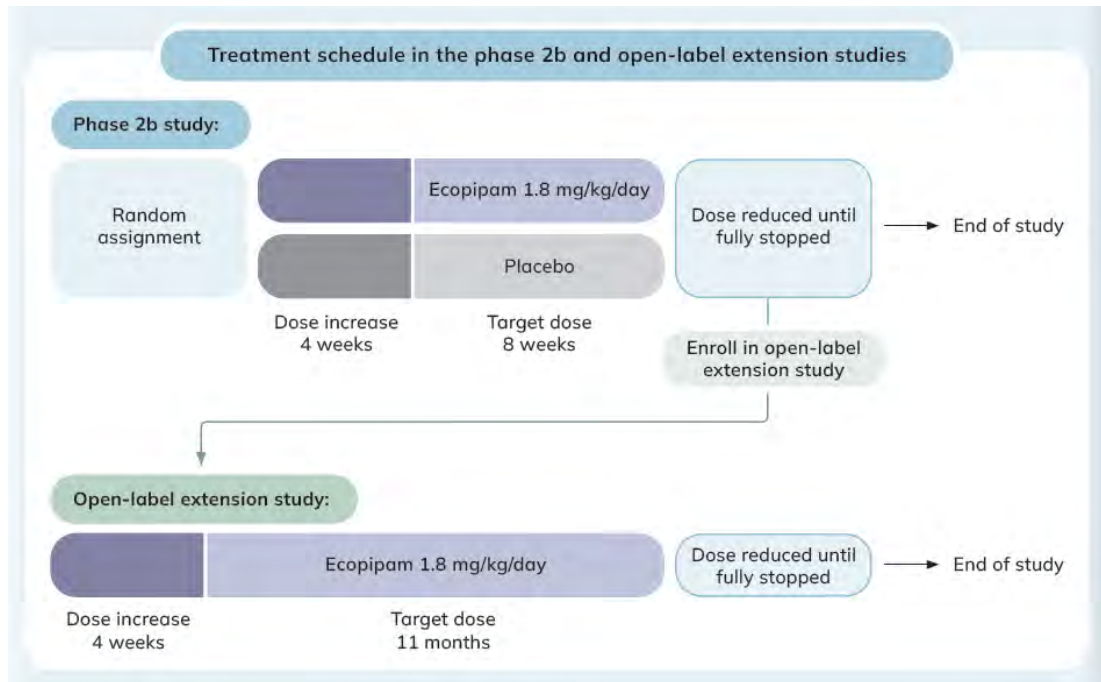 Treatment schedule in the phase 2b and open-label extension studies
Phase 2b study:
Random
assignment
Ecopipam 1.8 mg/kg/day
Placebo
Dose increase
4 weeks
Target dose
8 weeks
Dose reduced until
fully stopped
End of study
Enroll in open-label
extension study
Open-label extension study:
Ecopipam 1.8 mg/kg/day
Dose increase
4 weeks
Target dose
11 months
Dose reduced until
fully stopped
End of study